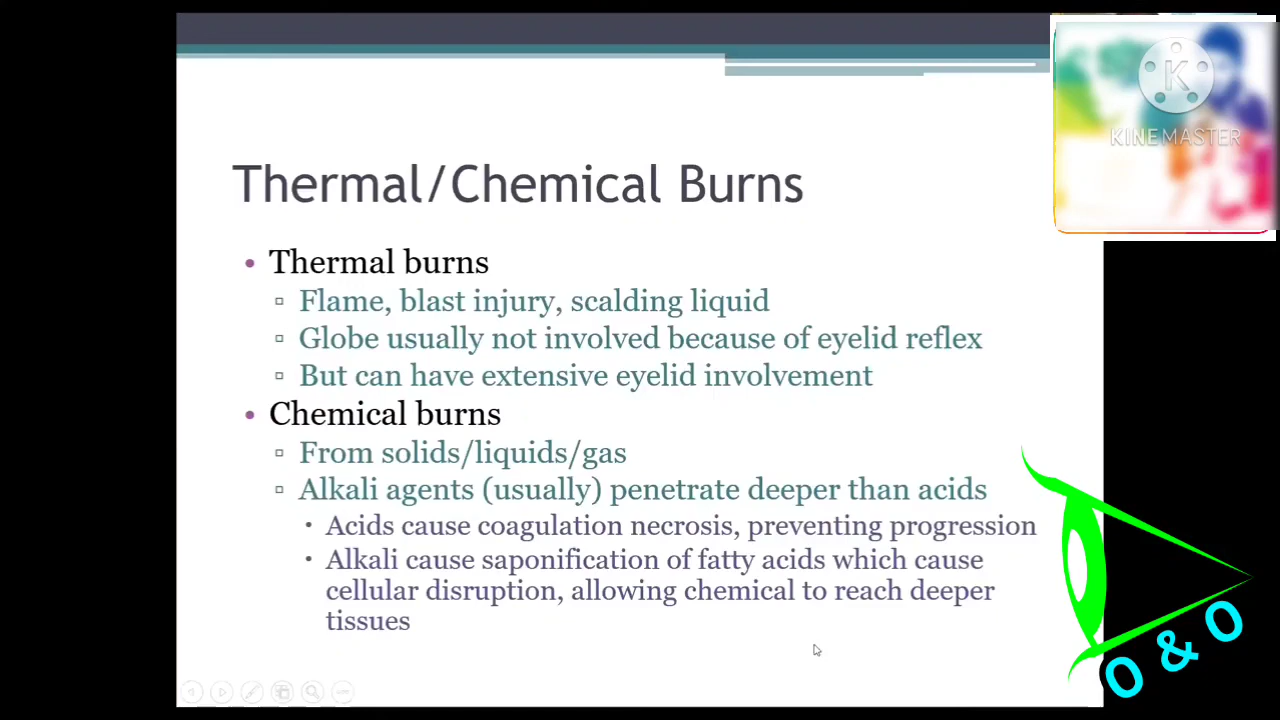 K
KINEMASTER
Thermal/Chemical Burns
• Thermal burns
▫ Flame, blast injury, scalding liquid
▫ Globe usually not involved because of eyelid reflex
▫ But can have extensive eyelid involvement
• Chemical burns
▫ From solids/liquids/gas
▫ Alkali agents (usually) penetrate deeper than acids
• Acids cause coagulation necrosis, preventing progression
• Alkali cause saponification of fatty acids which cause
cellular disruption, allowing chemical to reach deeper
tissues
O & O